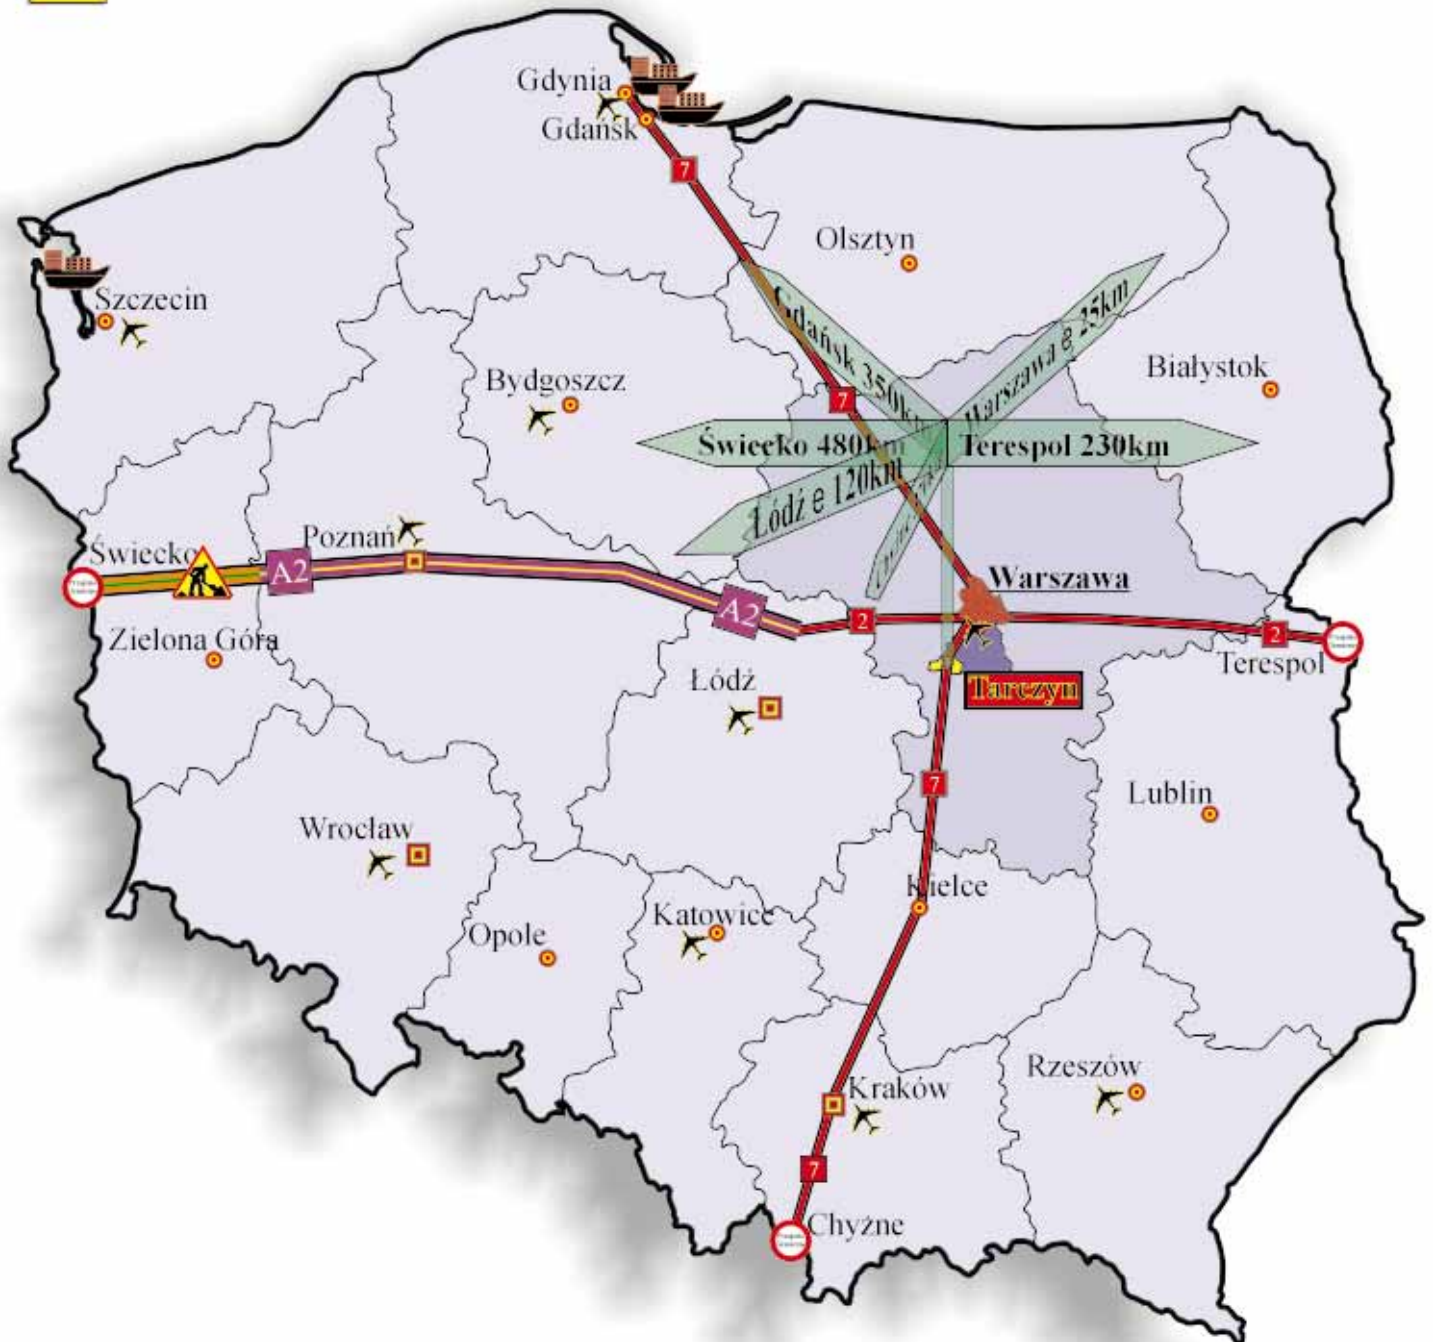 Gdynia
Gdańsk
7
Olsztyn
Szczecin
Gdańsk 350km
Warszawa e 25km
Białystok
Bydgoszcz
7
Świecko 480km
Terespol 230km
Łódź e 120km
Poznań
Świecko
A2
Warszawa
A2
2
2
Zielona Góra
Terespol
Łódź
Tarczyn
7
Lublin
Wrocław
Kielce
Katowice
Opole
Rzeszów
Kraków
7
Chyżne